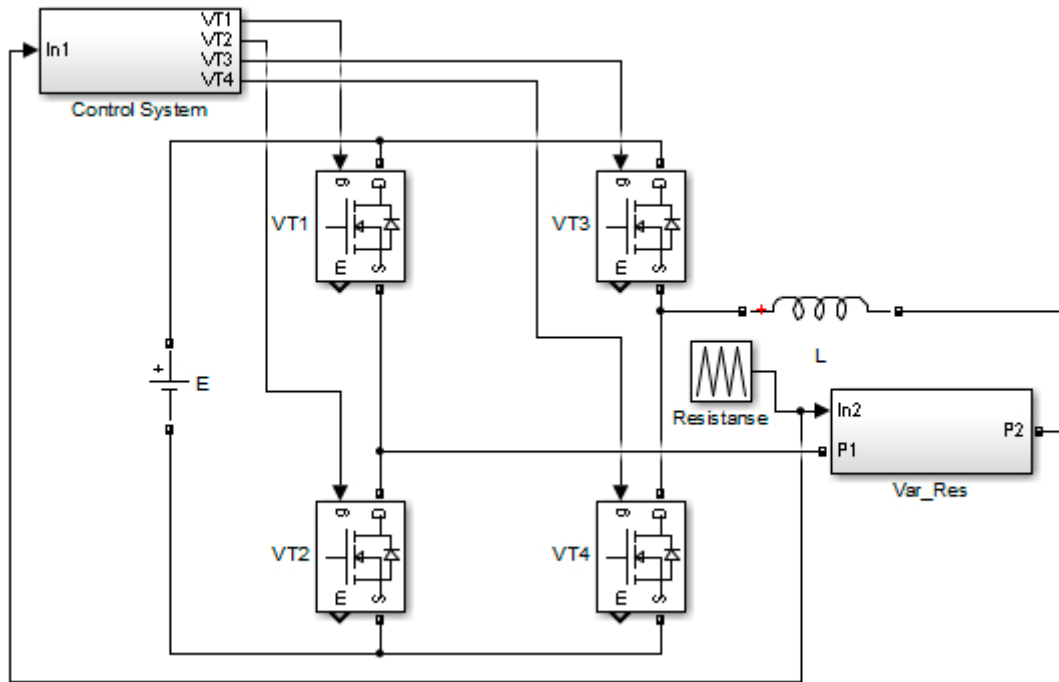 In1
VT1
VT2
VT3
VT4
Control System
g
D
VT1
m
S
g
D
VT3
m
S
+
E
+
L
Resistanse
In2
P1
P2
Var_Res
g
D
VT2
m
S
g
D
VT4
m
S